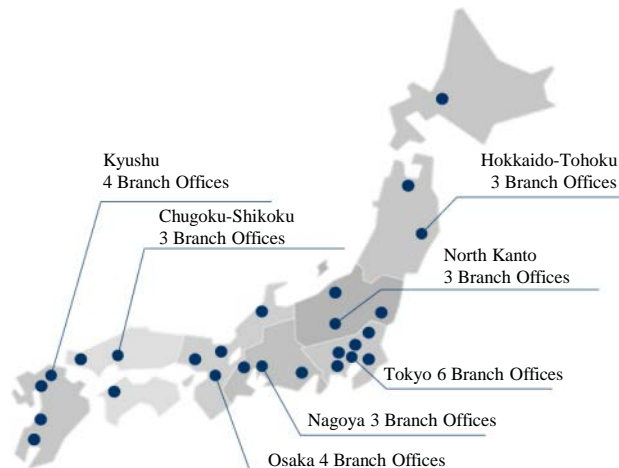 Kyushu
4 Branch Offices
Hokkaido-Tohoku
3 Branch Offices
Chugoku-Shikoku
3 Branch Offices
North Kanto
3 Branch Offices
Tokyo 6 Branch Offices
Nagoya 3 Branch Offices
Osaka 4 Branch Offices